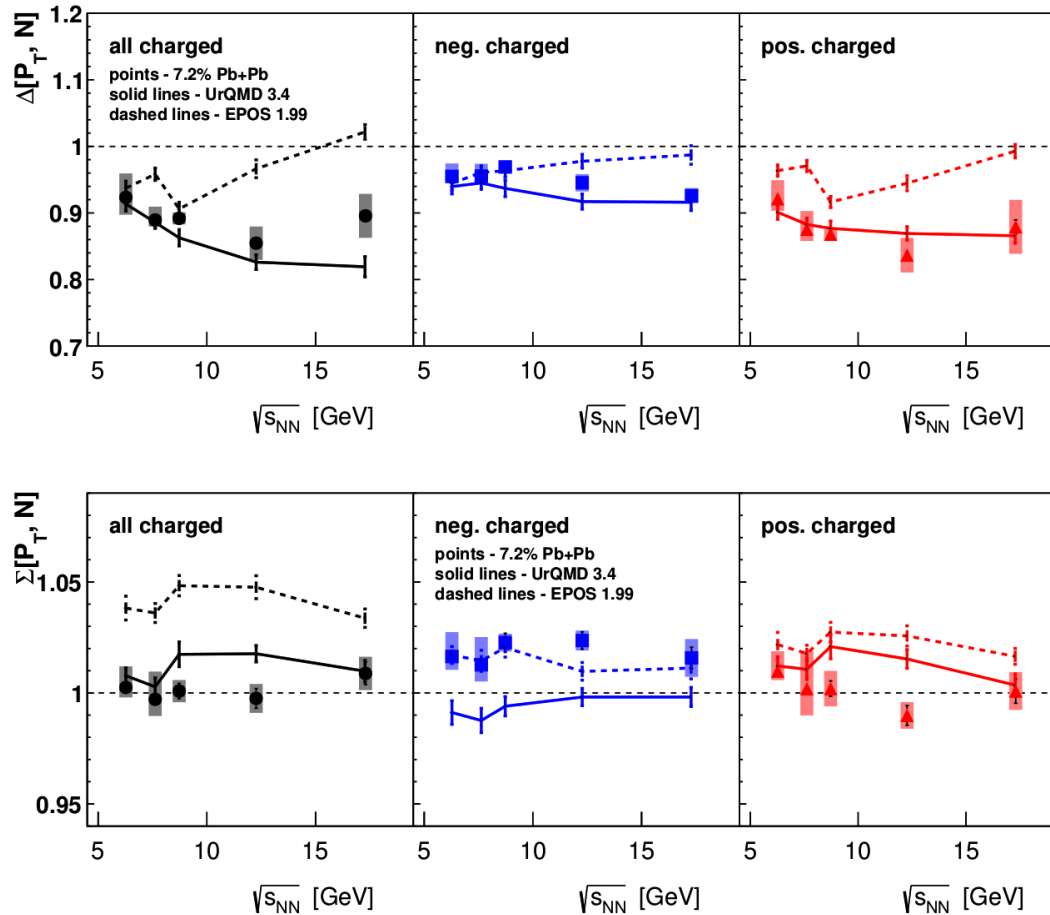 Δ[P_T, N]
1.2
1.1
1
0.9
0.8
0.7
all charged
points - 7.2% Pb+Pb
solid lines - UrQMD 3.4
dashed lines - EPOS 1.99
neg. charged
pos. charged
5 10 15
5 10 15
5 10 15
√s_NN [GeV]
√s_NN [GeV]
√s_NN [GeV]
Σ[P_T, N]
1.05
1
0.95
all charged
neg. charged
points - 7.2% Pb+Pb
solid lines - UrQMD 3.4
dashed lines - EPOS 1.99
pos. charged
5 10 15
5 10 15
5 10 15
√s_NN [GeV]
√s_NN [GeV]
√s_NN [GeV]